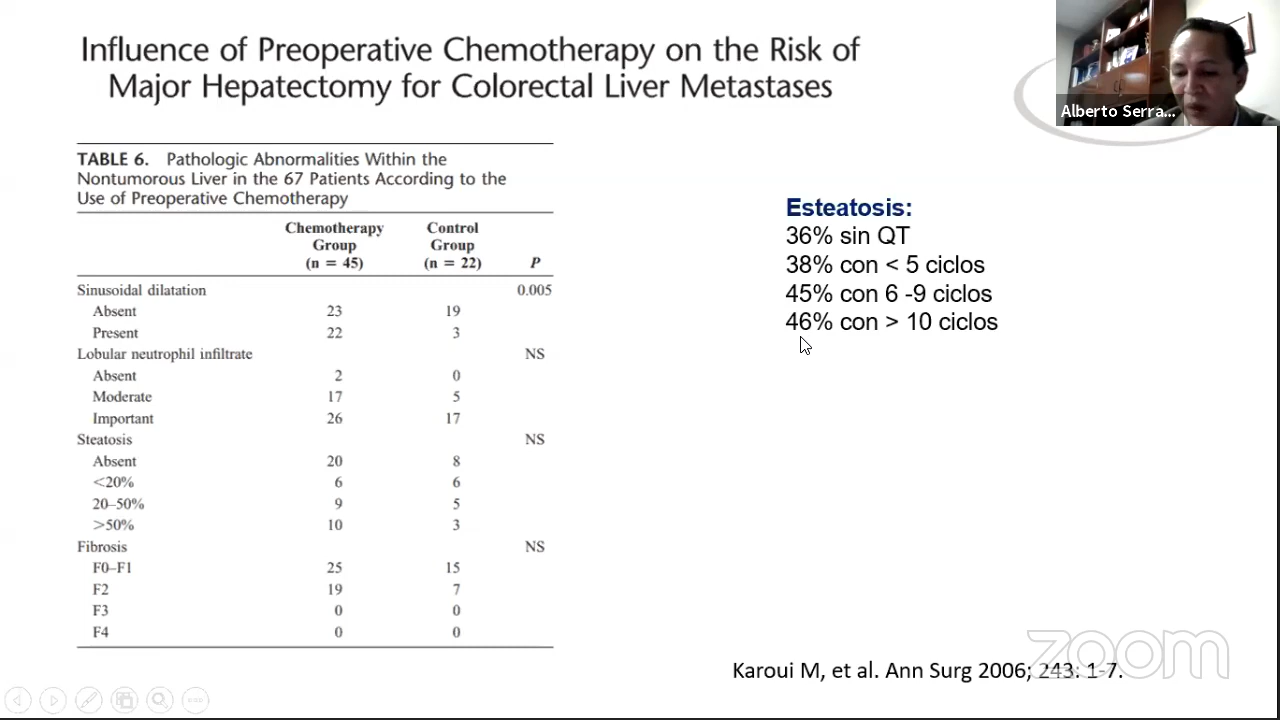 Influence of Preoperative Chemotherapy on the Risk of
Major Hepatectomy for Colorectal Liver Metastases
Alberto Serra...
TABLE 6. Pathologic Abnormalities Within the
Nontumorous Liver in the 67 Patients According to the
Use of Preoperative Chemotherapy
Chemotherapy Control
Group Group
(n = 45) (n = 22) P
Sinusoidal dilatation 0.005
Absent 23 19
Present 22 3
Lobular neutrophil infiltrate NS
Absent 2 0
Moderate 17 5
Important 26 17
Steatosis NS
Absent 20 8
<20% 6 6
20–50% 9 5
>50% 10 3
Fibrosis NS
F0–F1 25 15
F2 19 7
F3 0 0
F4 0 0
Esteatosis:
36% sin QT
38% con < 5 ciclos
45% con 6 -9 ciclos
46% con > 10 ciclos
Karoui M, et al. Ann Surg 2006; 243: 1-7.
zoom